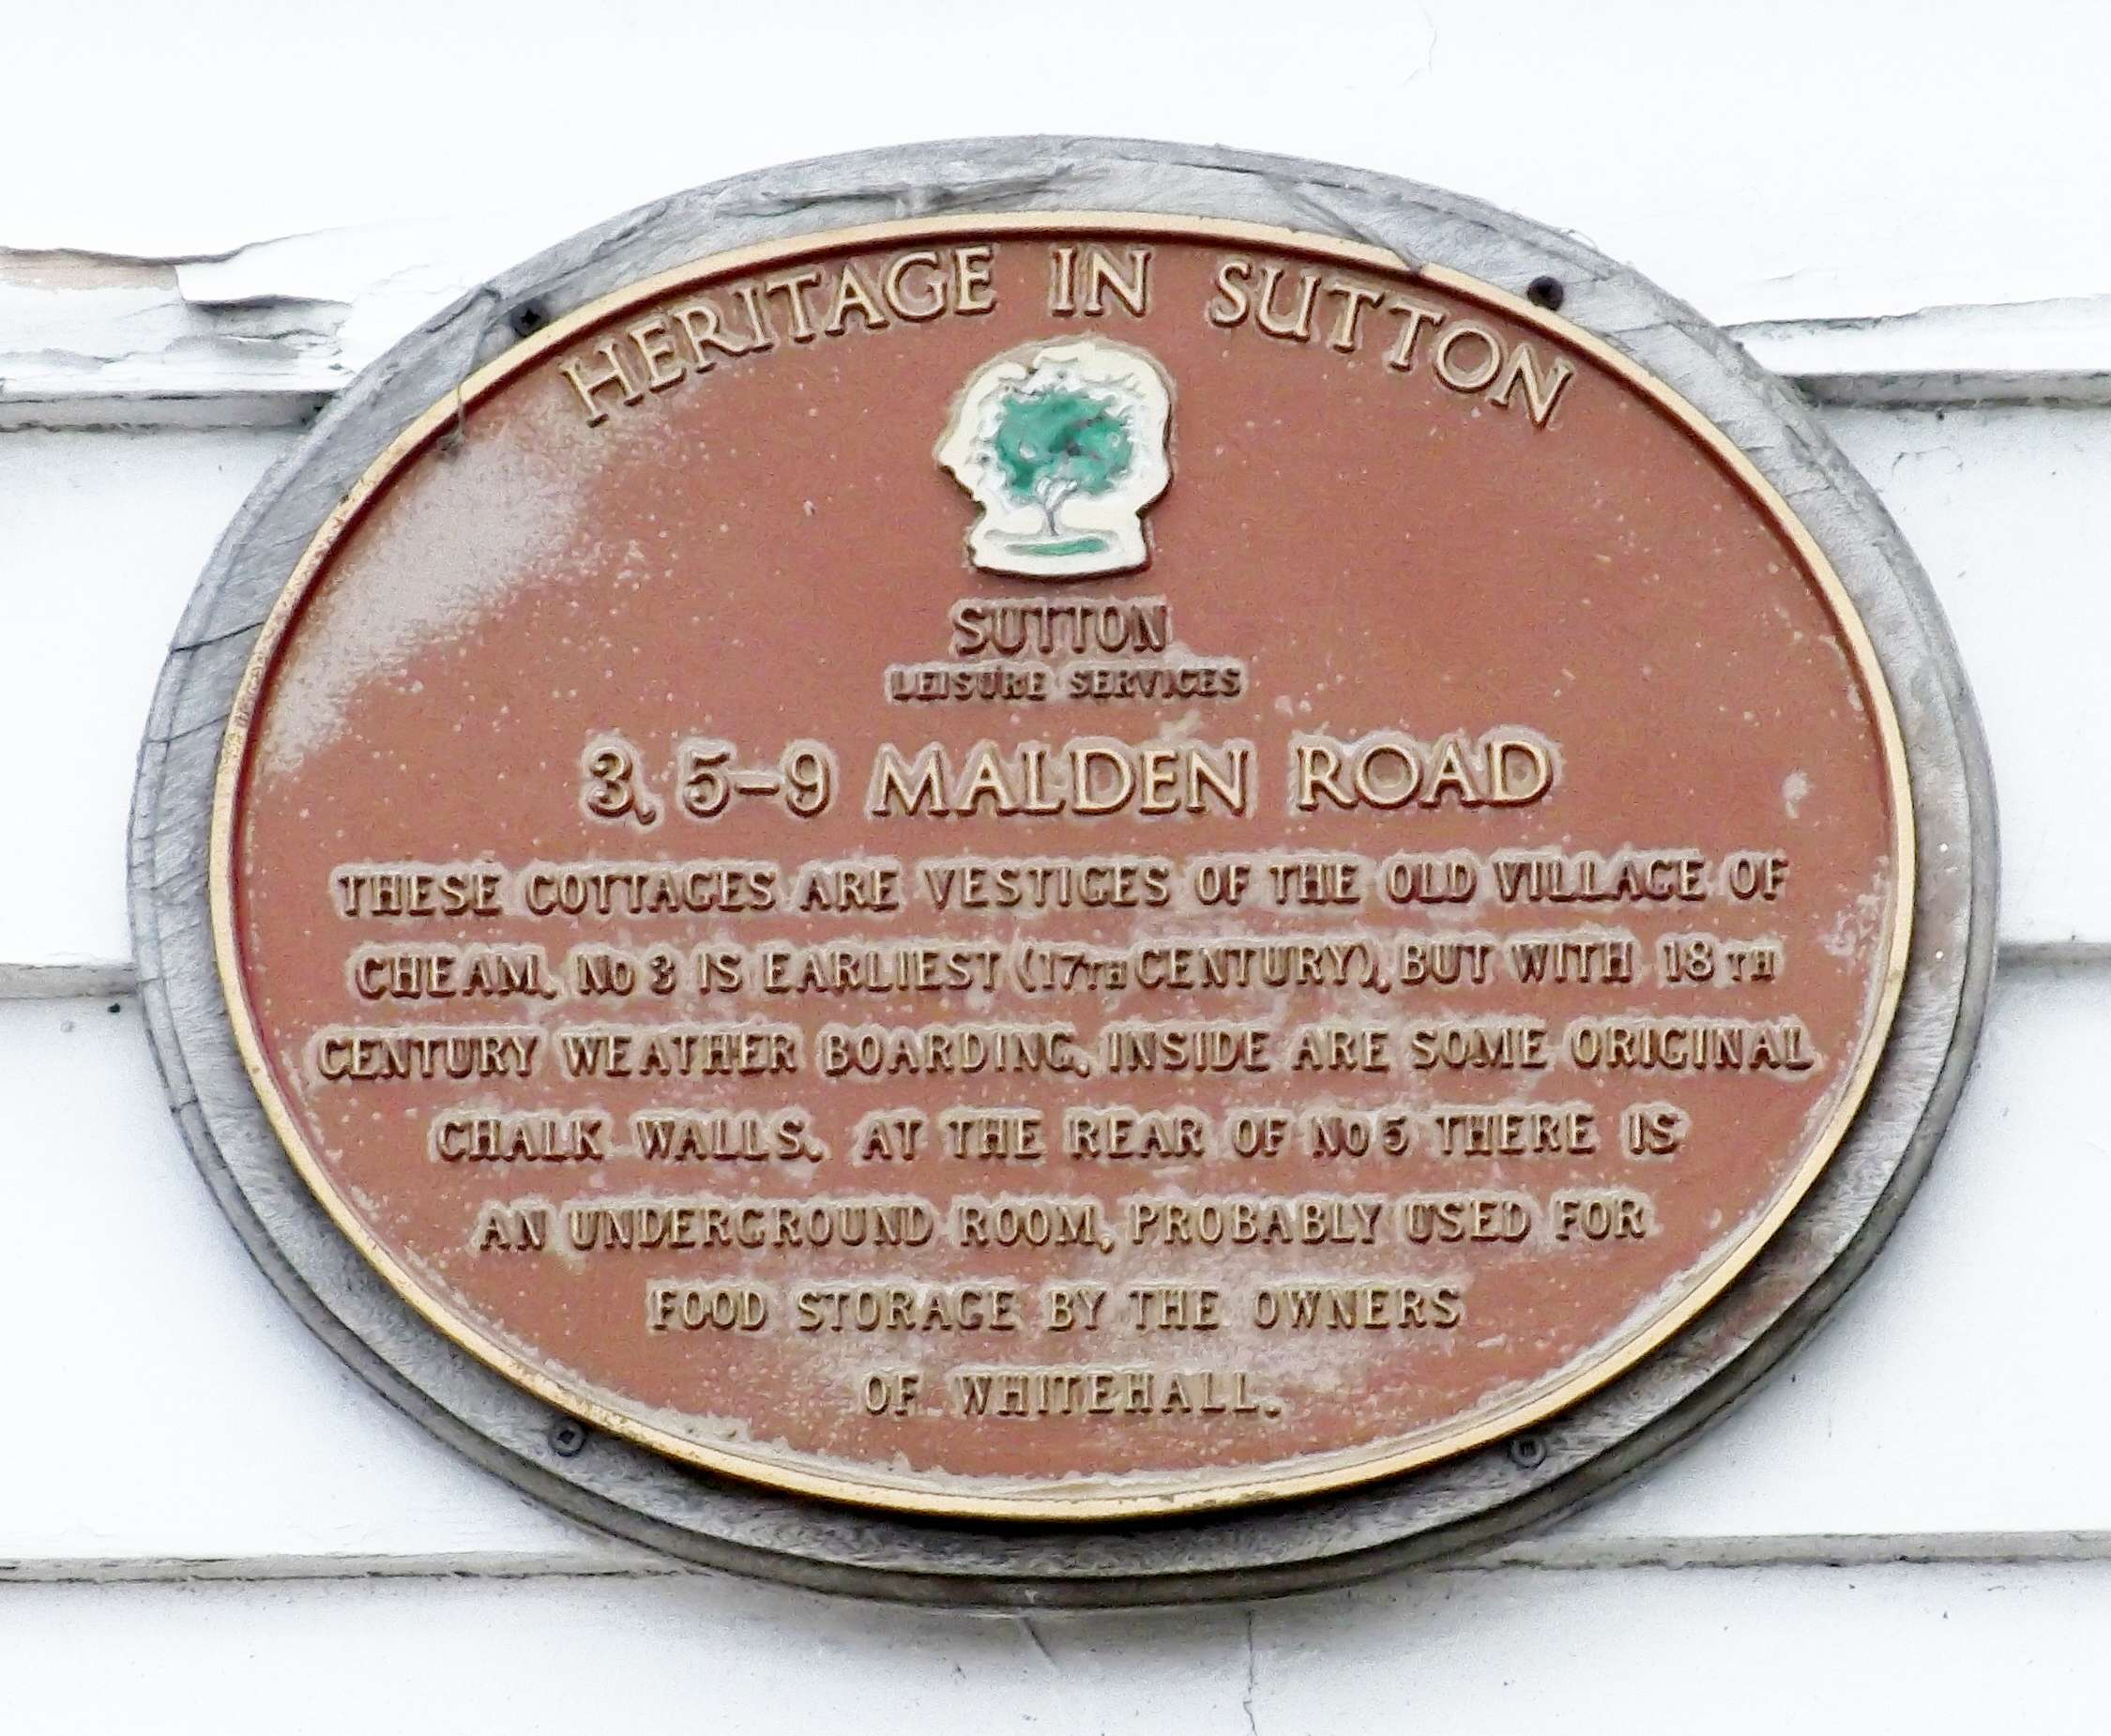 HERITAGE IN SUTTON
SUTTON
LEISURE SERVICES
3, 5-9 MALDEN ROAD
THESE COTTAGES ARE VESTIGES OF THE OLD VILLAGE OF
CHEAM. No 3 IS EARLIEST (17TH CENTURY), BUT WITH 18TH
CENTURY WEATHER BOARDING. INSIDE ARE SOME ORIGINAL
CHALK WALLS. AT THE REAR OF No 5 THERE IS
AN UNDERGROUND ROOM, PROBABLY USED FOR
FOOD STORAGE BY THE OWNERS
OF WHITEHALL.